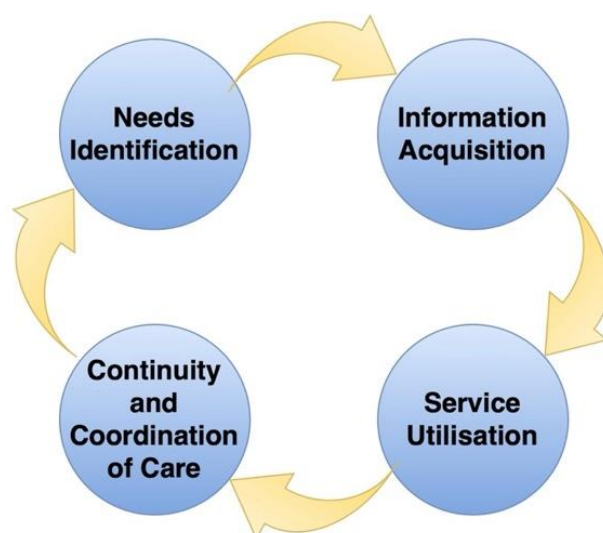 Needs
Identification
Information
Acquisition
Continuity
and
Coordination
of Care
Service
Utilisation